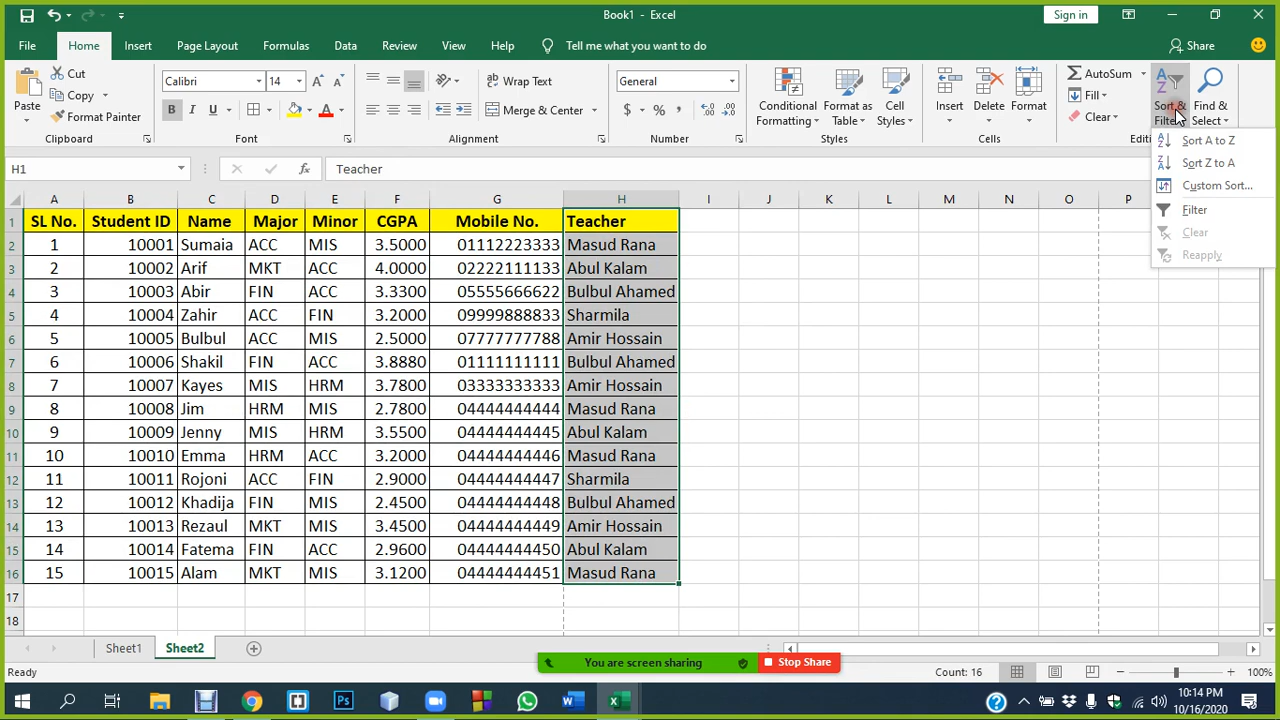 Book1 - Excel
Sign in
File Home Insert Page Layout Formulas Data Review View Help Tell me what you want to do Share
Paste Cut Copy Format Painter Clipboard
Calibri 14 B I U Font
Wrap Text Merge & Center Alignment
General $ % Number
Conditional Formatting Format as Table Cell Styles Styles
Insert Delete Format Cells
AutoSum Fill Clear Sort & Filter Find & Select
Sort A to Z
Sort Z to A
Custom Sort...
Filter
Clear
Reapply
H1 fx Teacher
A B C D E F G H I J K L M N O P
1 SL No. Student ID Name Major Minor CGPA Mobile No. Teacher
2 1 10001 Sumaia ACC MIS 3.5000 01112223333 Masud Rana
3 2 10002 Arif MKT ACC 4.0000 02222111133 Abul Kalam
4 3 10003 Abir FIN ACC 3.3300 05555666622 Bulbul Ahamed
5 4 10004 Zahir ACC FIN 3.2000 09999888833 Sharmila
6 5 10005 Bulbul ACC MIS 2.5000 07777777788 Amir Hossain
7 6 10006 Shakil FIN ACC 3.8880 01111111111 Bulbul Ahamed
8 7 10007 Kayes MIS HRM 3.7800 03333333333 Amir Hossain
9 8 10008 Jim HRM MIS 2.7800 04444444444 Masud Rana
10 9 10009 Jenny MIS HRM 3.5500 04444444445 Abul Kalam
11 10 10010 Emma HRM ACC 3.2000 04444444446 Masud Rana
12 11 10011 Rojoni ACC FIN 2.9000 04444444447 Sharmila
13 12 10012 Khadija FIN MIS 2.4500 04444444448 Bulbul Ahamed
14 13 10013 Rezaul MKT MIS 3.4500 04444444449 Amir Hossain
15 14 10014 Fatema FIN ACC 2.9600 04444444450 Abul Kalam
16 15 10015 Alam MKT MIS 3.1200 04444444451 Masud Rana
17
18
Sheet1 Sheet2
You are screen sharing Stop Share
Ready Count: 16 100%
10:14 PM
10/16/2020